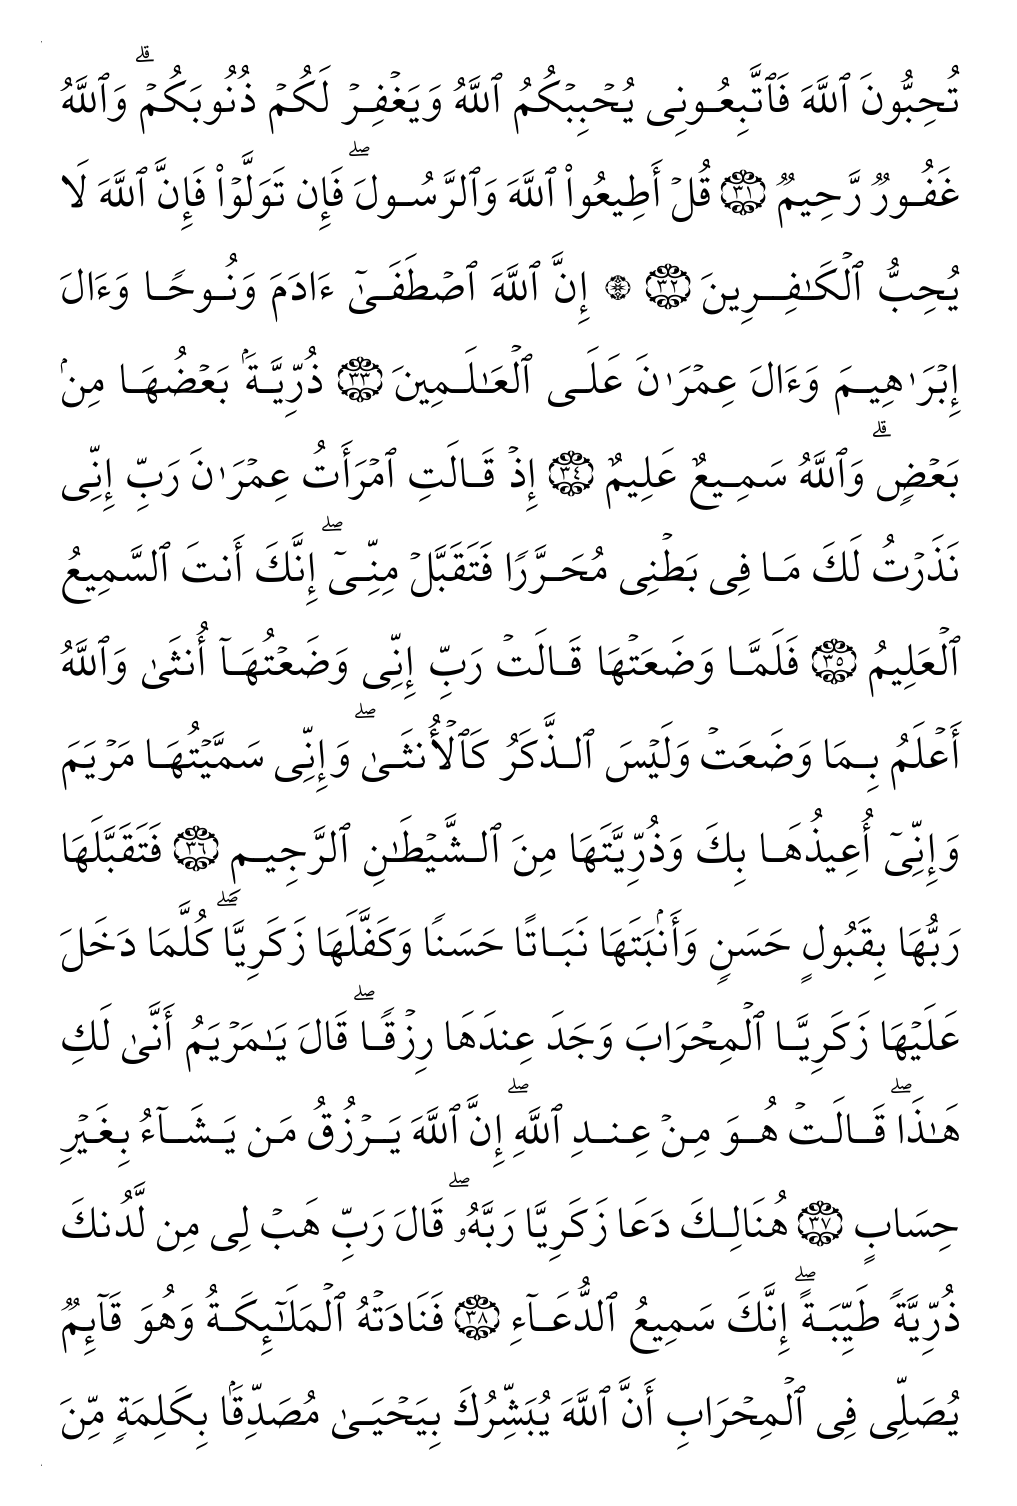 تُحِبُّونَ ٱللَّهَ فَٱتَّبِعُونِى يُحْبِبْكُمُ ٱللَّهُ وَيَغْفِرْ لَكُمْ ذُنُوبَكُمْ ۗ وَٱللَّهُ
غَفُورٌ رَّحِيمٌ ٣١ قُلْ أَطِيعُوا۟ ٱللَّهَ وَٱلرَّسُولَ ۖ فَإِن تَوَلَّوْا۟ فَإِنَّ ٱللَّهَ لَا
يُحِبُّ ٱلْكَـٰفِرِينَ ٣٢ ۞ إِنَّ ٱللَّهَ ٱصْطَفَىٰٓ ءَادَمَ وَنُوحًا وَءَالَ
إِبْرَٰهِيمَ وَءَالَ عِمْرَٰنَ عَلَى ٱلْعَـٰلَمِينَ ٣٣ ذُرِّيَّةًۢ بَعْضُهَا مِنۢ
بَعْضٍ ۗ وَٱللَّهُ سَمِيعٌ عَلِيمٌ ٣٤ إِذْ قَالَتِ ٱمْرَأَتُ عِمْرَٰنَ رَبِّ إِنِّى
نَذَرْتُ لَكَ مَا فِى بَطْنِى مُحَرَّرًا فَتَقَبَّلْ مِنِّىٓ ۖ إِنَّكَ أَنتَ ٱلسَّمِيعُ
ٱلْعَلِيمُ ٣٥ فَلَمَّا وَضَعَتْهَا قَالَتْ رَبِّ إِنِّى وَضَعْتُهَآ أُنثَىٰ وَٱللَّهُ
أَعْلَمُ بِمَا وَضَعَتْ وَلَيْسَ ٱلذَّكَرُ كَٱلْأُنثَىٰ ۖ وَإِنِّى سَمَّيْتُهَا مَرْيَمَ
وَإِنِّىٓ أُعِيذُهَا بِكَ وَذُرِّيَّتَهَا مِنَ ٱلشَّيْطَـٰنِ ٱلرَّجِيمِ ٣٦ فَتَقَبَّلَهَا
رَبُّهَا بِقَبُولٍ حَسَنٍ وَأَنۢبَتَهَا نَبَاتًا حَسَنًا وَكَفَّلَهَا زَكَرِيَّا ۖ كُلَّمَا دَخَلَ
عَلَيْهَا زَكَرِيَّا ٱلْمِحْرَابَ وَجَدَ عِندَهَا رِزْقًا ۖ قَالَ يَـٰمَرْيَمُ أَنَّىٰ لَكِ
هَـٰذَا ۖ قَالَتْ هُوَ مِنْ عِندِ ٱللَّهِ ۖ إِنَّ ٱللَّهَ يَرْزُقُ مَن يَشَآءُ بِغَيْرِ
حِسَابٍ ٣٧ هُنَالِكَ دَعَا زَكَرِيَّا رَبَّهُۥ ۖ قَالَ رَبِّ هَبْ لِى مِن لَّدُنكَ
ذُرِّيَّةً طَيِّبَةً ۖ إِنَّكَ سَمِيعُ ٱلدُّعَآءِ ٣٨ فَنَادَتْهُ ٱلْمَلَـٰٓئِكَةُ وَهُوَ قَآئِمٌ
يُصَلِّى فِى ٱلْمِحْرَابِ أَنَّ ٱللَّهَ يُبَشِّرُكَ بِيَحْيَىٰ مُصَدِّقًۢا بِكَلِمَةٍ مِّنَ